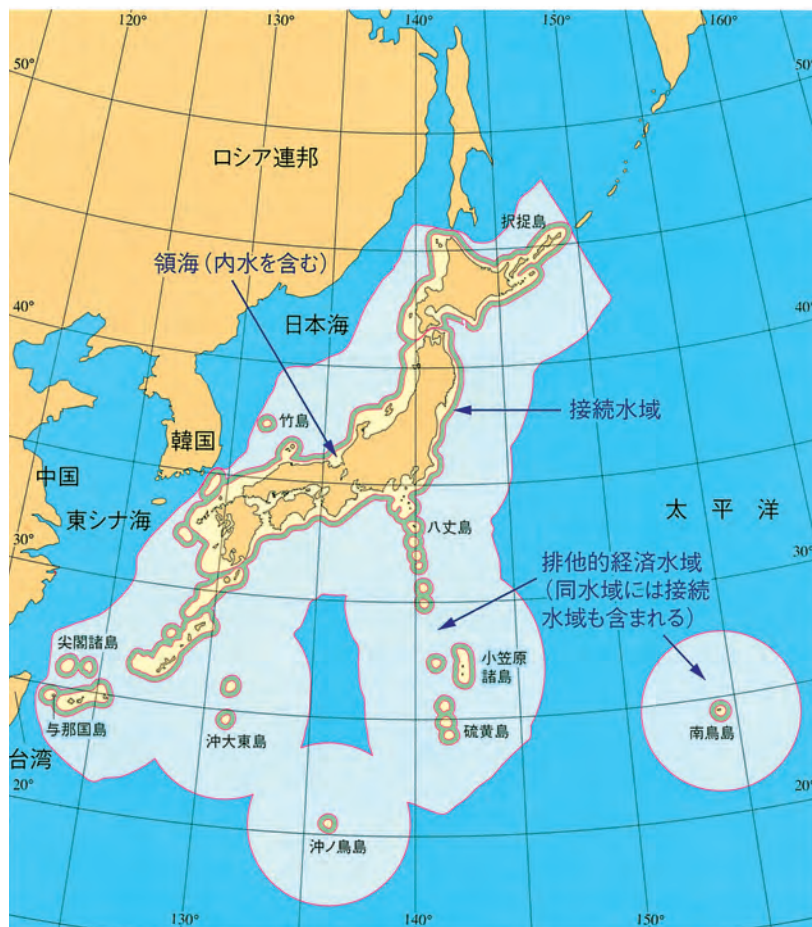 120°
130°
140°
150°
160°
50°
50°
ロシア連邦
択捉島
領海（内水を含む）
40°
日本海
40°
竹島
接続水域
韓国
中国
東シナ海
八丈島
太平洋
30°
30°
排他的経済水域
（同水域には接続
水域も含まれる）
尖閣諸島
小笠原
諸島
与那国島
沖大東島
硫黄島
南鳥島
台湾
20°
20°
沖ノ鳥島
130°
140°
150°